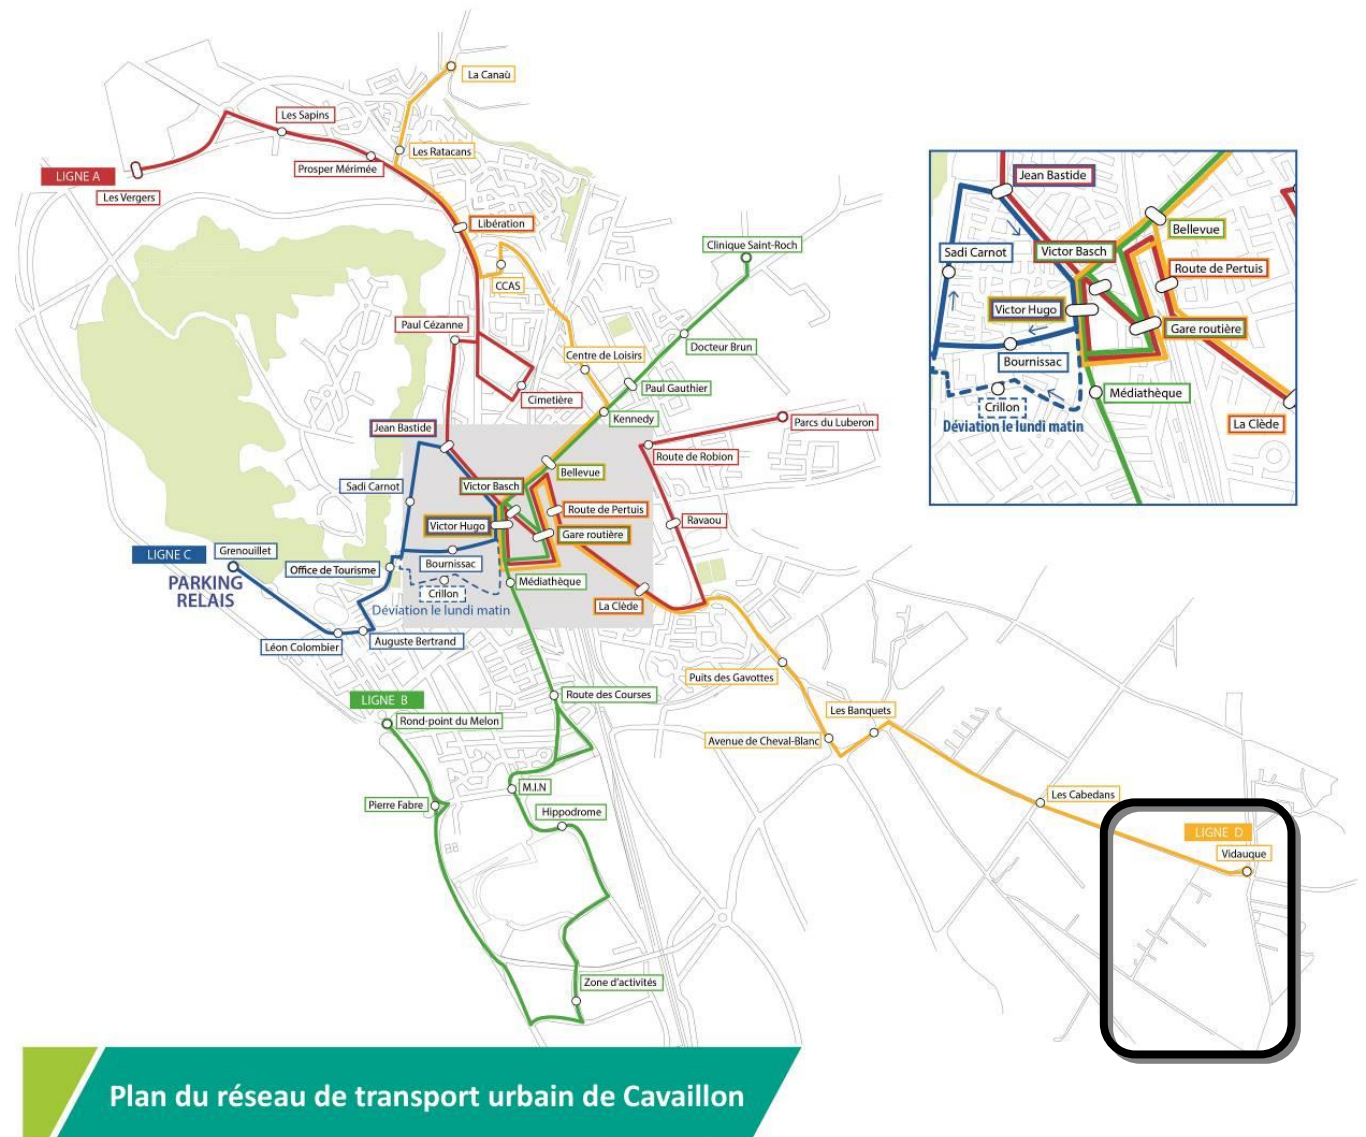 La Canaù
Les Sapins
Les Ratacans
Prosper Mérimée
LIGNE A
Les Vergers
Libération
Clinique Saint-Roch
CCAS
Paul Cézanne
Docteur Brun
Centre de Loisirs
Paul Gauthier
Cimetière
Kennedy
Parcs du Luberon
Jean Bastide
Route de Robion
Bellevue
Sadi Carnot
Victor Basch
Route de Pertuis
Victor Hugo
Ravaou
Gare routière
LIGNE C
Grenouillet
PARKING
RELAIS
Office de Tourisme
Bournissac
Médiathèque
Crillon
Déviation le lundi matin
La Clède
Léon Colombier
Auguste Bertrand
Puits des Gavottes
LIGNE B
Route des Courses
Rond-point du Melon
Les Banquets
Avenue de Cheval-Blanc
M.I.N
Les Cabedans
Pierre Fabre
Hippodrome
LIGNE D
Vidauque
Zone d'activités
Jean Bastide
Bellevue
Sadi Carnot
Victor Basch
Route de Pertuis
Victor Hugo
Gare routière
Bournissac
Médiathèque
Crillon
Déviation le lundi matin
La Clède
Plan du réseau de transport urbain de Cavaillon